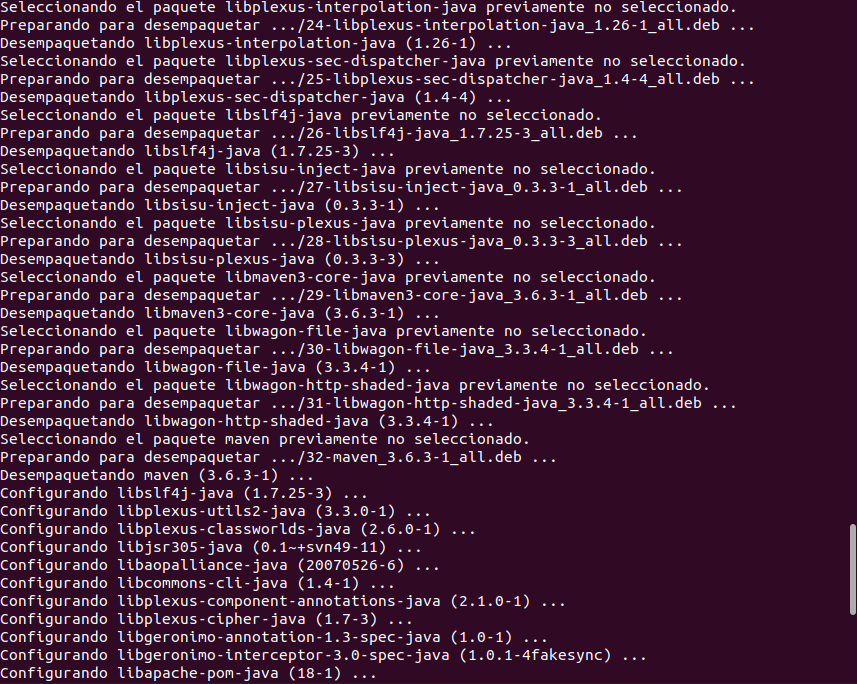 Seleccionando el paquete libplexus-interpolation-java previamente no seleccionado.
Preparando para desempaquetar .../24-libplexus-interpolation-java_1.26-1_all.deb ...
Desempaquetando libplexus-interpolation-java (1.26-1) ...
Seleccionando el paquete libplexus-sec-dispatcher-java previamente no seleccionado.
Preparando para desempaquetar .../25-libplexus-sec-dispatcher-java_1.4-4_all.deb ...
Desempaquetando libplexus-sec-dispatcher-java (1.4-4) ...
Seleccionando el paquete libslf4j-java previamente no seleccionado.
Preparando para desempaquetar .../26-libslf4j-java_1.7.25-3_all.deb ...
Desempaquetando libslf4j-java (1.7.25-3) ...
Seleccionando el paquete libsisu-inject-java previamente no seleccionado.
Preparando para desempaquetar .../27-libsisu-inject-java_0.3.3-1_all.deb ...
Desempaquetando libsisu-inject-java (0.3.3-1) ...
Seleccionando el paquete libsisu-plexus-java previamente no seleccionado.
Preparando para desempaquetar .../28-libsisu-plexus-java_0.3.3-3_all.deb ...
Desempaquetando libsisu-plexus-java (0.3.3-3) ...
Seleccionando el paquete libmaven3-core-java previamente no seleccionado.
Preparando para desempaquetar .../29-libmaven3-core-java_3.6.3-1_all.deb ...
Desempaquetando libmaven3-core-java (3.6.3-1) ...
Seleccionando el paquete libwagon-file-java previamente no seleccionado.
Preparando para desempaquetar .../30-libwagon-file-java_3.3.4-1_all.deb ...
Desempaquetando libwagon-file-java (3.3.4-1) ...
Seleccionando el paquete libwagon-http-shaded-java previamente no seleccionado.
Preparando para desempaquetar .../31-libwagon-http-shaded-java_3.3.4-1_all.deb ...
Desempaquetando libwagon-http-shaded-java (3.3.4-1) ...
Seleccionando el paquete maven previamente no seleccionado.
Preparando para desempaquetar .../32-maven_3.6.3-1_all.deb ...
Desempaquetando maven (3.6.3-1) ...
Configurando libslf4j-java (1.7.25-3) ...
Configurando libplexus-utils2-java (3.3.0-1) ...
Configurando libplexus-classworlds-java (2.6.0-1) ...
Configurando libjsr305-java (0.1~+svn49-11) ...
Configurando libaopalliance-java (20070526-6) ...
Configurando libcommons-cli-java (1.4-1) ...
Configurando libplexus-component-annotations-java (2.1.0-1) ...
Configurando libplexus-cipher-java (1.7-3) ...
Configurando libgeronimo-annotation-1.3-spec-java (1.0-1) ...
Configurando libgeronimo-interceptor-3.0-spec-java (1.0.1-4fakesync) ...
Configurando libapache-pom-java (18-1) ...